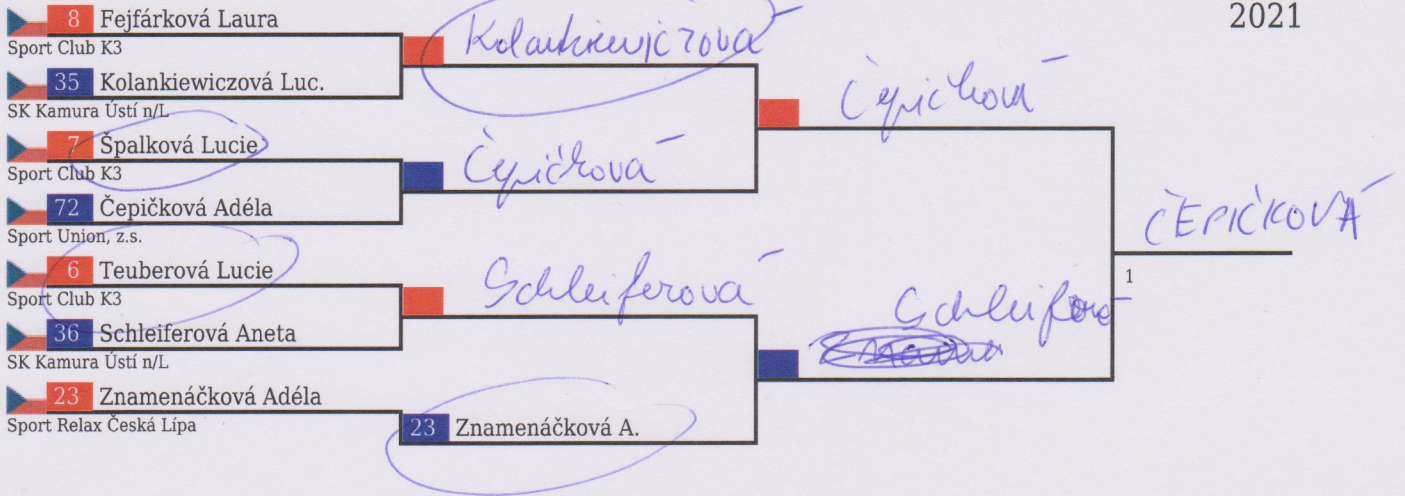 2021
8 Fejfárková Laura
Sport Club K3
Kolankiewiczová
35 Kolankiewiczová Luc.
SK Kamura Ústí n/L
Čepičková
7 Špalková Lucie
Sport Club K3
Čepičková
72 Čepičková Adéla
Sport Union, z.s.
ČEPIČKOVÁ
6 Teuberová Lucie
Sport Club K3
Schleiferová
1
36 Schleiferová Aneta
SK Kamura Ústí n/L
Schleiferová
23 Znamenáčková Adéla
Sport Relax Česká Lípa
23 Znamenáčková A.